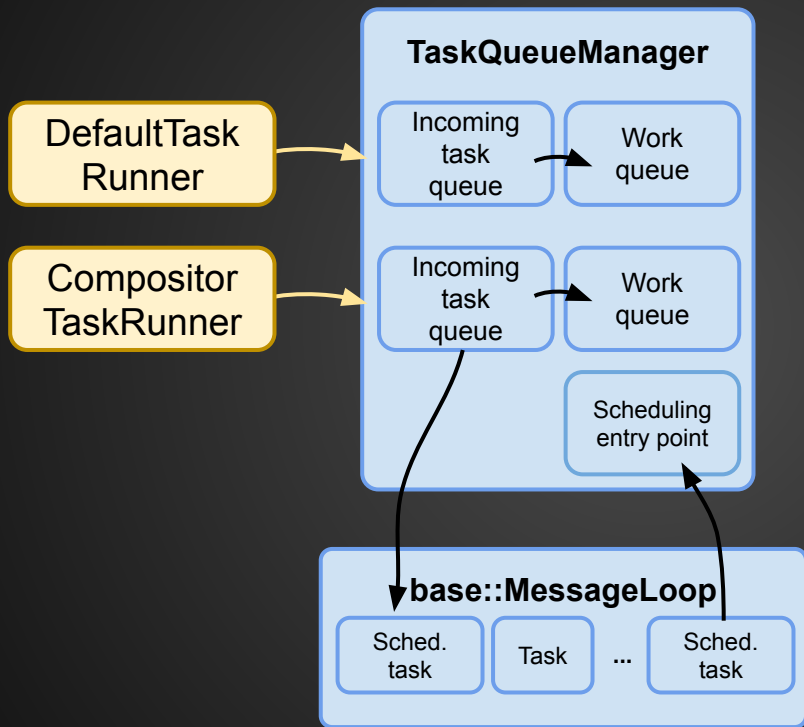 TaskQueueManager
DefaultTask
Runner
Incoming
task
queue
Work
queue
Compositor
TaskRunner
Incoming
task
queue
Work
queue
Scheduling
entry point
base::MessageLoop
Sched.
task
Task
...
Sched.
task